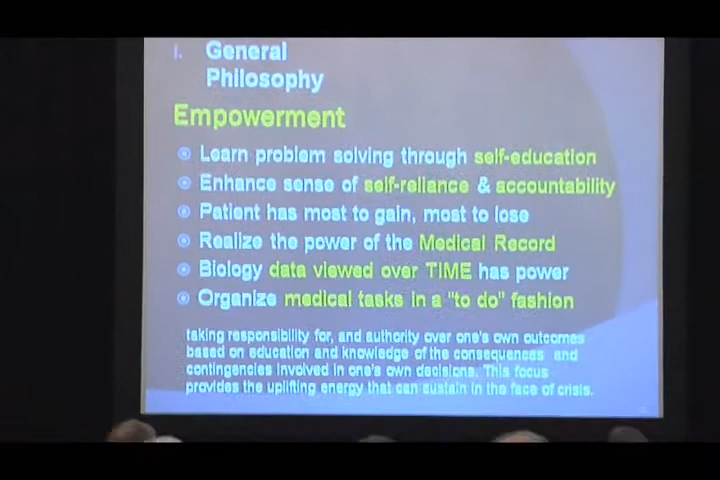 I. General
Philosophy
Empowerment
Learn problem solving through self-education
Enhance sense of self-reliance & accountability
Patient has most to gain, most to lose
Realize the power of the Medical Record
Biology data viewed over TIME has power
Organize medical tasks in a "to do" fashion
taking responsibility for, and authority over one's own outcomes
based on education and knowledge of the consequences and
contingencies involved in one's own decisions. This focus
provides the uplifting energy that can sustain in the face of crisis.